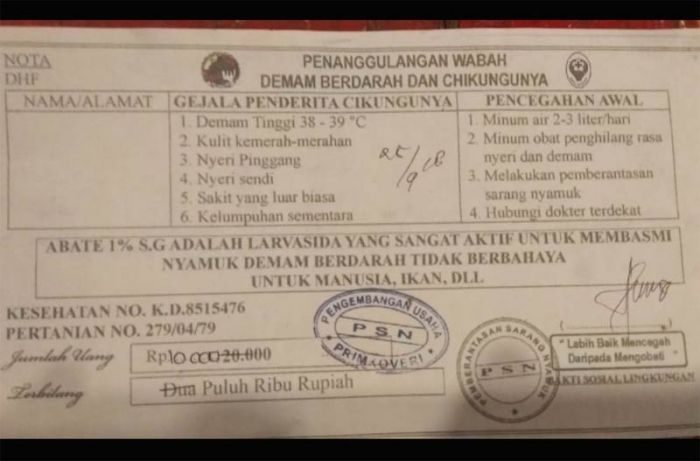 NOTA
DHF
PENANGGULANGAN WABAH
DEMAM BERDARAH DAN CHIKUNGUNYA
NAMA/ALAMAT
GEJALA PENDERITA CIKUNGUNYA
1. Demam Tinggi 38 - 39 °C
2. Kulit kemerah-merahan
3. Nyeri Pinggang
4. Nyeri sendi
5. Sakit yang luar biasa
6. Kelumpuhan sementara
25/9 18
PENCEGAHAN AWAL
1. Minum air 2-3 liter/hari
2. Minum obat penghilang rasa
nyeri dan demam
3. Melakukan pemberantasan
sarang nyamuk
4. Hubungi dokter terdekat
ABATE 1% S.G ADALAH LARVASIDA YANG SANGAT AKTIF UNTUK MEMBASMI
NYAMUK DEMAM BERDARAH TIDAK BERBAHAYA
UNTUK MANUSIA, IKAN, DLL
KESEHATAN NO. K.D.8515476
PERTANIAN NO. 279/04/79
Jumlah Uang
Rp10.00020.000
Terbilang
Dua Puluh Ribu Rupiah
PENGEMBANGAN USAHA
PSN
PEMBERANTASAN SARANG NYAMUK
PSN
"Labih Baik Mencegah
Daripada Mengobati"
AKTI SOSIAL LINGKUNGAN